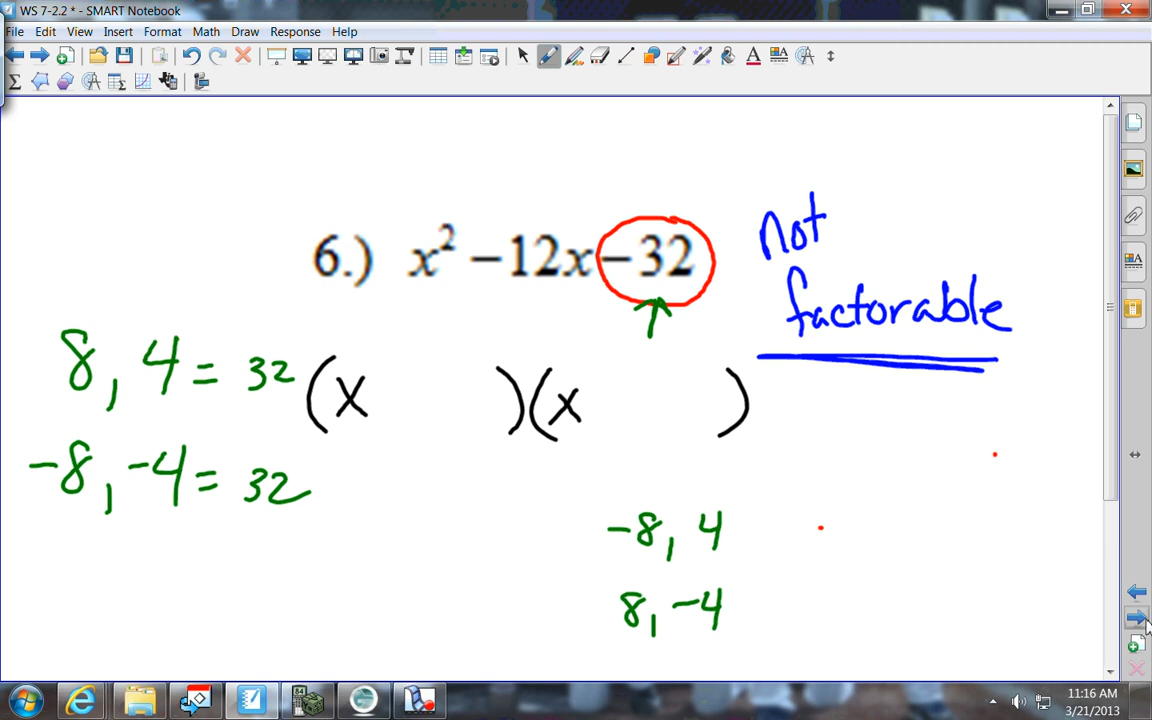 WS 7-2.2 * - SMART Notebook
File Edit View Insert Format Math Draw Response Help
6.) x² − 12x − 32
not
factorable
8, 4 = 32
(x )(x )
-8, -4 = 32
-8, 4
8, -4
11:16 AM
3/21/2013